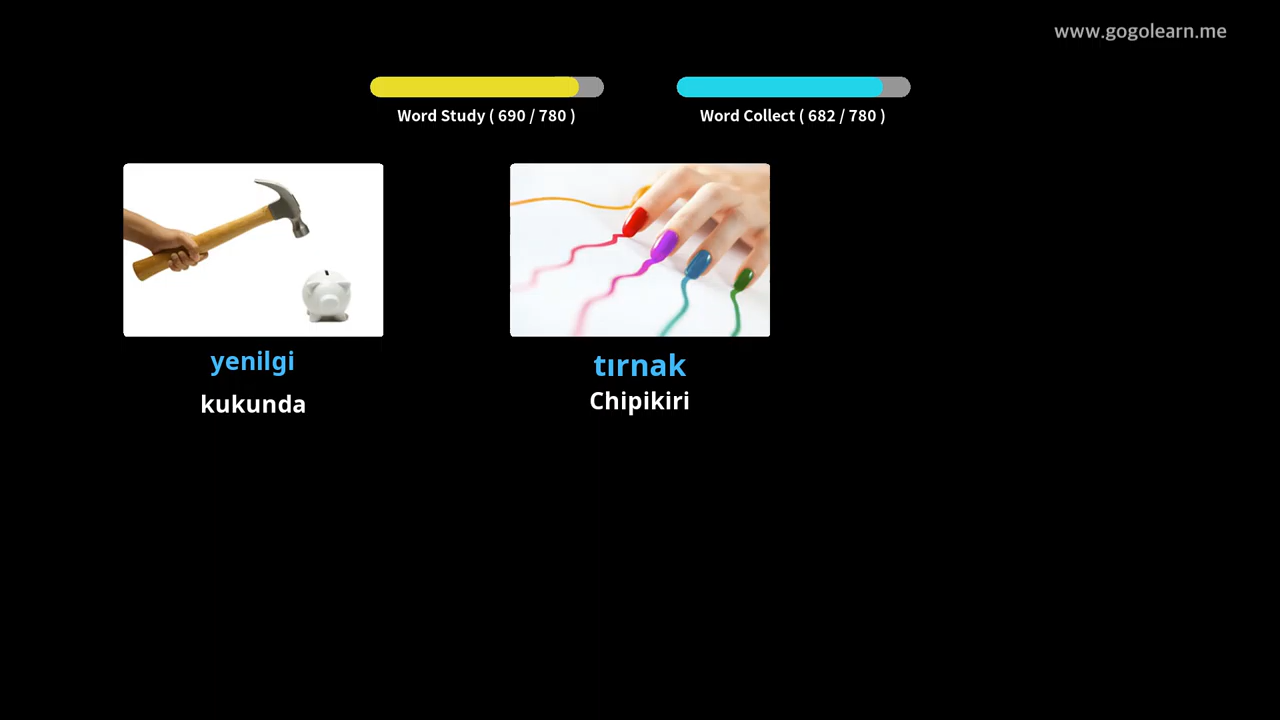 www.gogolearn.me
Word Study ( 690 / 780 )
Word Collect ( 682 / 780 )
yenilgi
kukunda
tırnak
Chipikiri